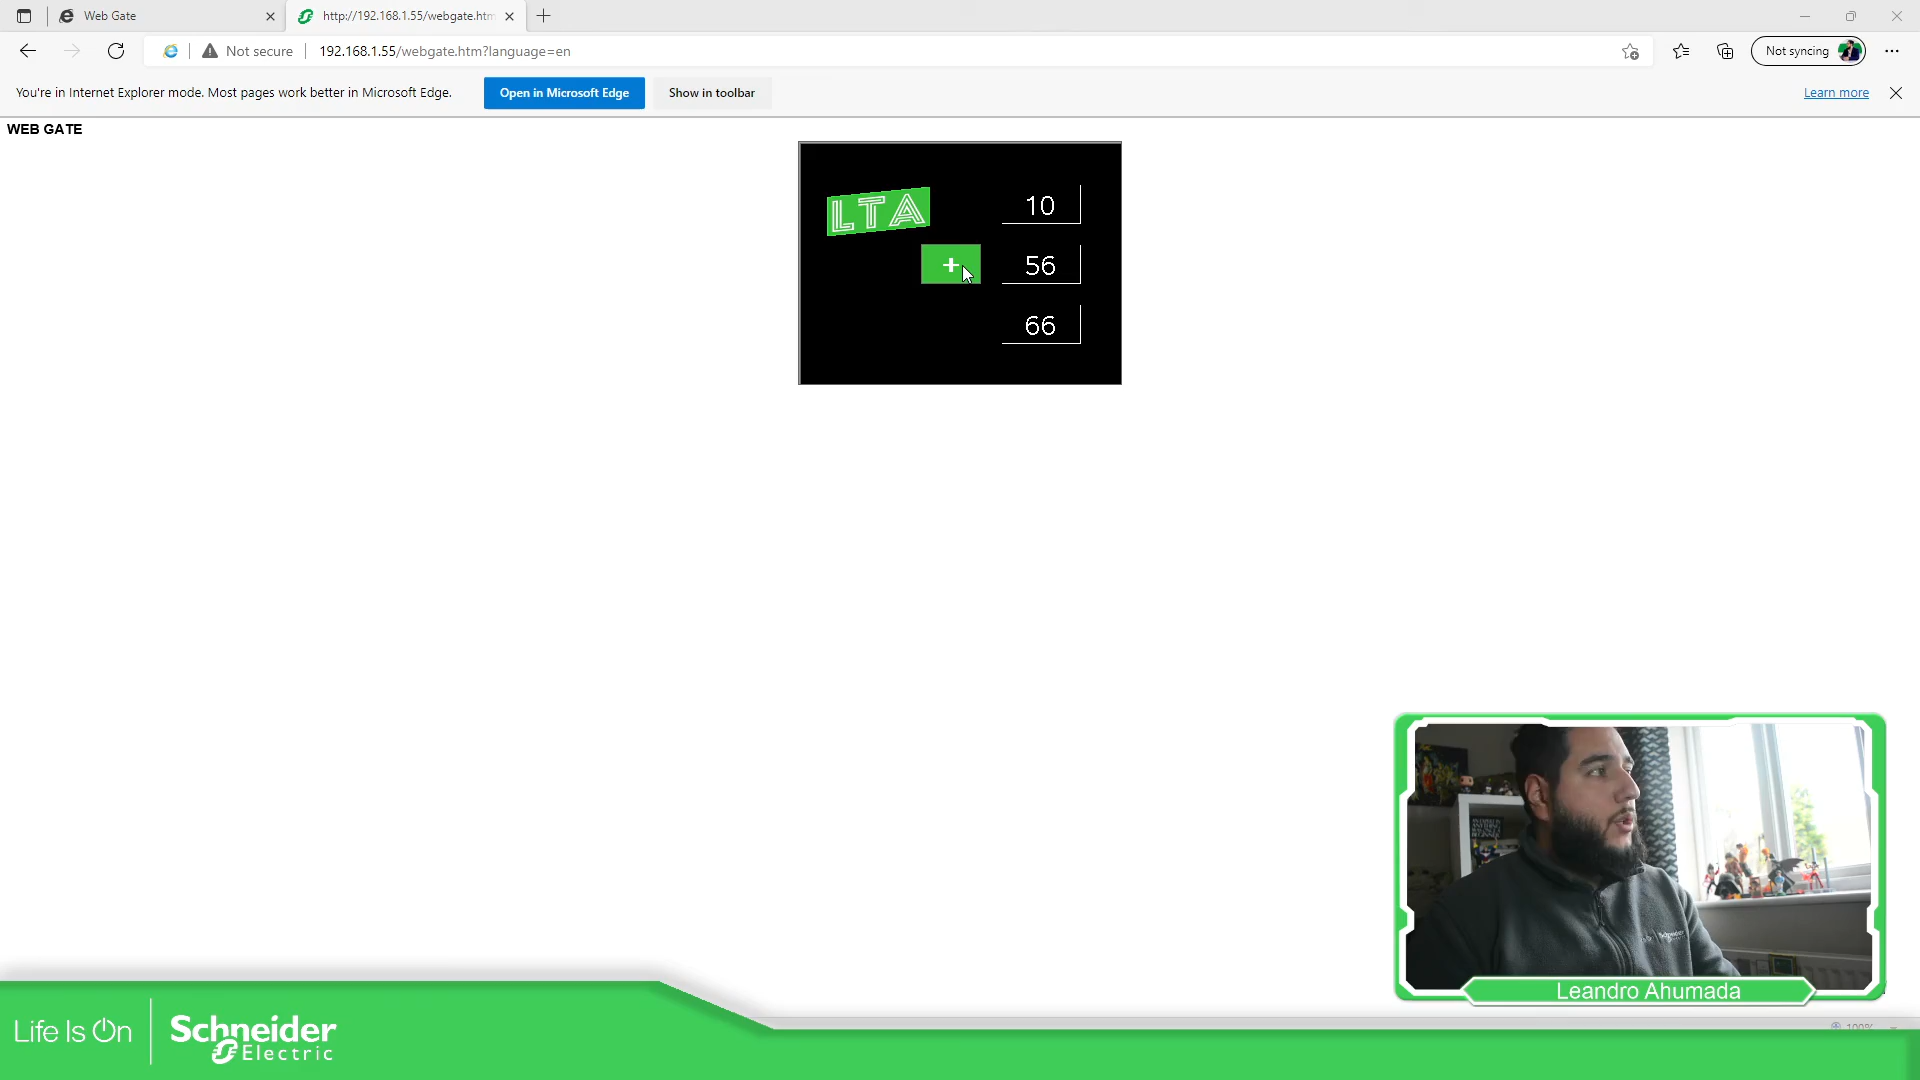 Web Gate
http://192.168.1.55/webgate.htm
Not secure
192.168.1.55/webgate.htm?language=en
Not syncing
You're in Internet Explorer mode. Most pages work better in Microsoft Edge.
Open in Microsoft Edge
Show in toolbar
Learn more
WEB GATE
LTA
10
+
56
66
Leandro Ahumada
100%
Life Is On
Schneider
Electric